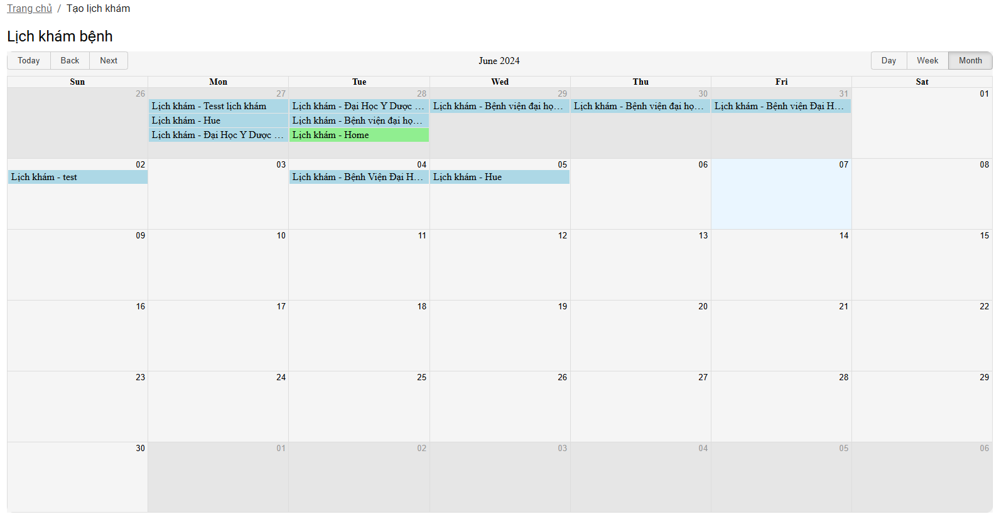 Trang chủ / Tạo lịch khám
Lịch khám bệnh
Today Back Next June 2024 Day Week Month
Sun Mon Tue Wed Thu Fri Sat
26 27 28 29 30 31 01
Lịch khám - Tesst lịch khám Lịch khám - Đại Học Y Dược … Lịch khám - Bệnh viện đại họ… Lịch khám - Bệnh viện đại họ… Lịch khám - Bệnh viện Đại H…
Lịch khám - Hue Lịch khám - Bệnh viện đại họ…
Lịch khám - Đại Học Y Dược … Lịch khám - Home
02 03 04 05 06 07 08
Lịch khám - test Lịch khám - Bệnh Viện Đại H… Lịch khám - Hue
09 10 11 12 13 14 15
16 17 18 19 20 21 22
23 24 25 26 27 28 29
30 01 02 03 04 05 06